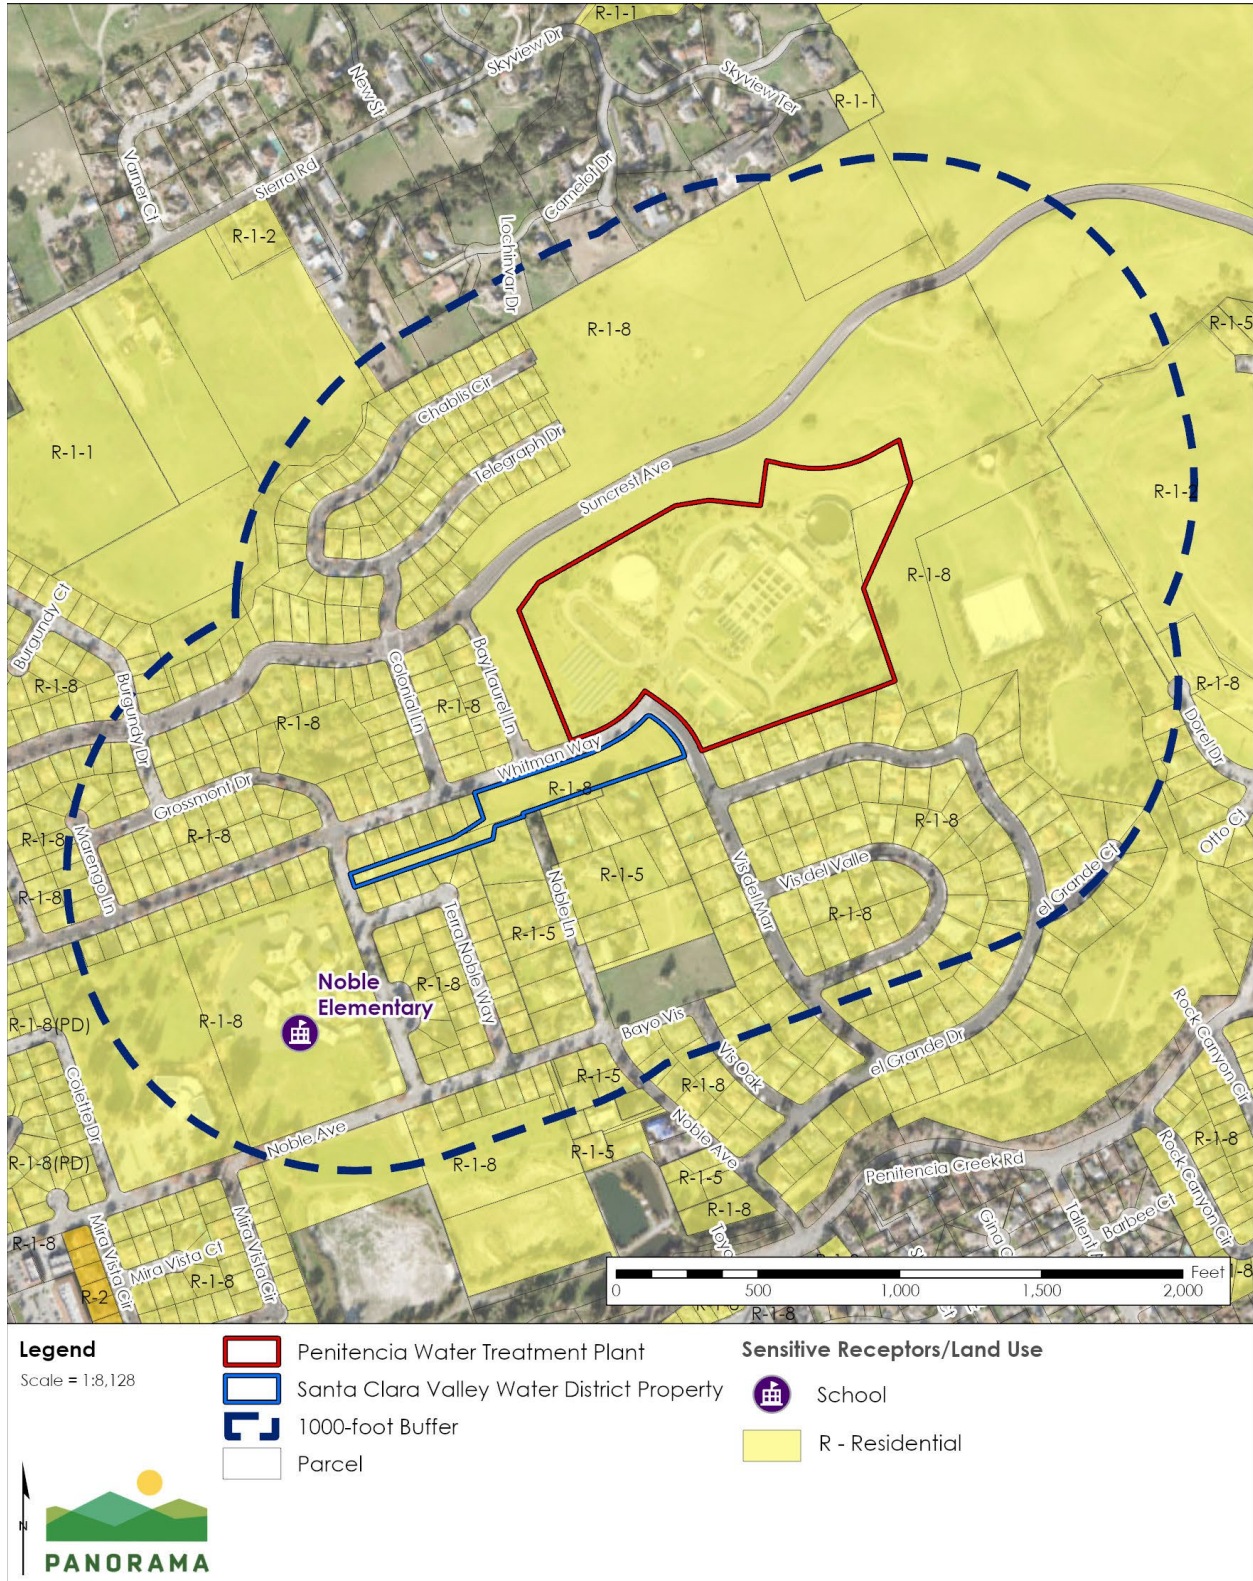 R-1-1
Skyview Dr
Skyview Ter
New St
R-1-1
Varner Ct
Sierra Rd
Camelot Dr
R-1-2
Lochinvar Dr
R-1-8
R-1-5
Chablis Cir
Telegraph Dr
R-1-1
Suncrest Ave
R-1-2
R-1-8
Burgundy Ct
R-1-8
Burgundy Dr
Colonial Ln
Bay Laurel Ln
R-1-8
R-1-8
R-1-8
Dorel Dr
Whitman Way
Grossmont Dr
R-1-8
R-1-8
R-1-8
R-1-8
Otto Ct
Marengo Ln
Vis del Valle
R-1-8
R-1-5
el Grande Ct
R-1-8
Noble Ln
Vis del Mar
Terra Noble Way
R-1-5
Noble
Elementary
R-1-8
R-1-8
R-1-8(PD)
Bayo Vis
Rock Canyon Cir
el Grande Dr
Vis Oak
Colette Dr
R-1-5
R-1-8
Noble Ave
Noble Ave
R-1-8(PD)
R-1-8
R-1-5
R-1-8
Penitencia Creek Rd
Rock Canyon Cir
R-1-5
R-1-8
Mira Vista Cir
Mira Vista Cir
R-1-8
Mira Vista Ct
R-1-8
R-2
Barbee Ct
R-1-8
Feet
0 500 1,000 1,500 2,000
Legend
Scale = 1:8,128
Penitencia Water Treatment Plant
Santa Clara Valley Water District Property
1000-foot Buffer
Parcel
Sensitive Receptors/Land Use
School
R - Residential
N
PANORAMA